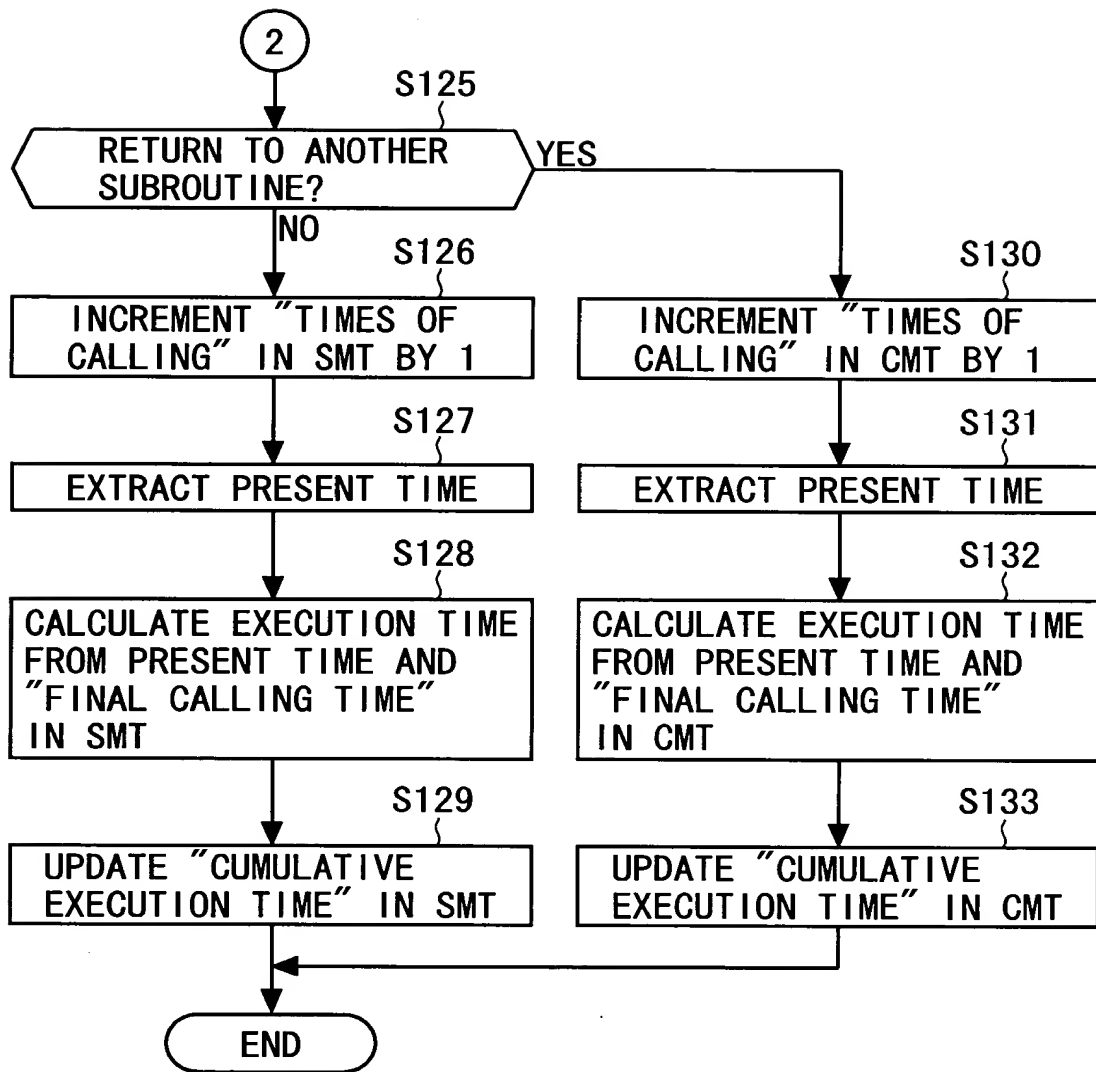 2
S125
RETURN TO ANOTHER
SUBROUTINE?
YES
NO
S126
INCREMENT "TIMES OF
CALLING" IN SMT BY 1
S127
EXTRACT PRESENT TIME
S128
CALCULATE EXECUTION TIME
FROM PRESENT TIME AND
"FINAL CALLING TIME"
IN SMT
S129
UPDATE "CUMULATIVE
EXECUTION TIME" IN SMT
S130
INCREMENT "TIMES OF
CALLING" IN CMT BY 1
S131
EXTRACT PRESENT TIME
S132
CALCULATE EXECUTION TIME
FROM PRESENT TIME AND
"FINAL CALLING TIME"
IN CMT
S133
UPDATE "CUMULATIVE
EXECUTION TIME" IN CMT
END